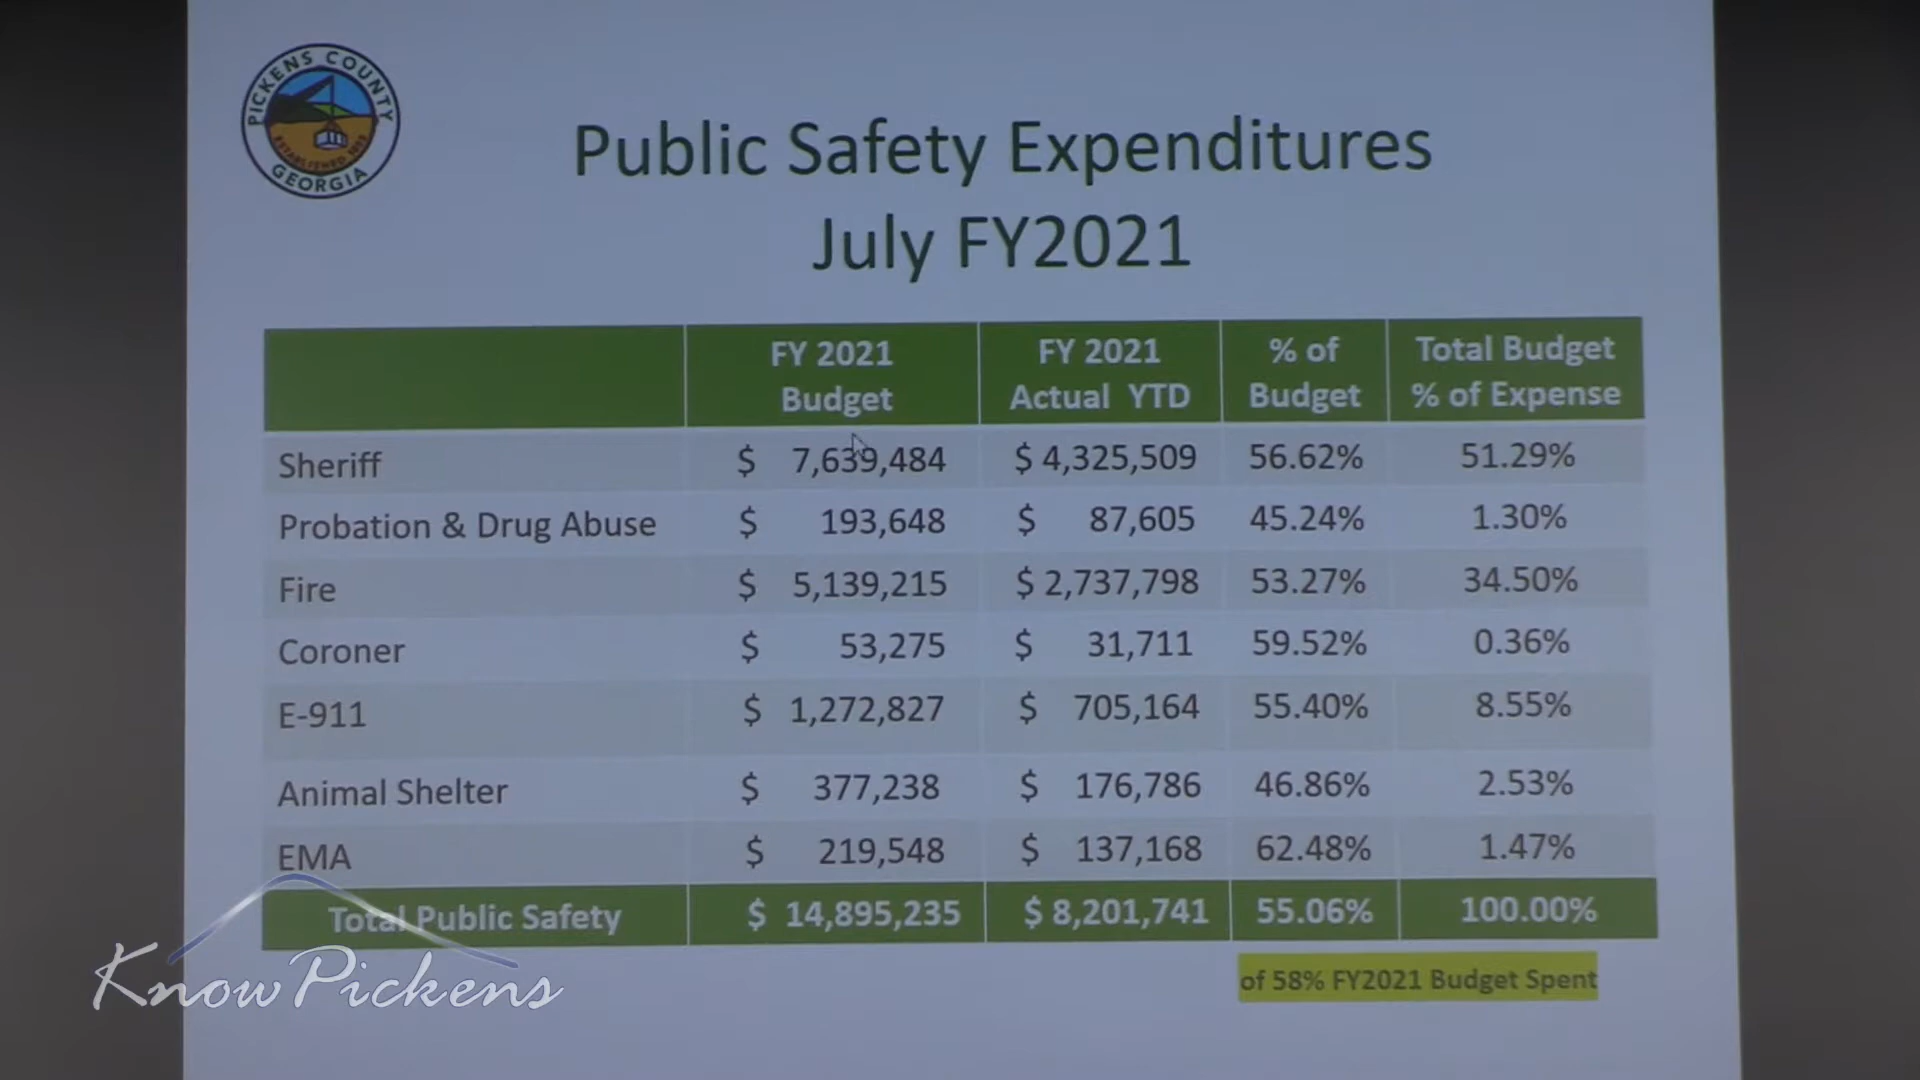 PICKENS COUNTY
ESTABLISHED 1853
GEORGIA
Public Safety Expenditures
July FY2021
FY 2021 Budget FY 2021 Actual YTD % of Budget Total Budget % of Expense
Sheriff $ 7,639,484 $ 4,325,509 56.62% 51.29%
Probation & Drug Abuse $ 193,648 $ 87,605 45.24% 1.30%
Fire $ 5,139,215 $ 2,737,798 53.27% 34.50%
Coroner $ 53,275 $ 31,711 59.52% 0.36%
E-911 $ 1,272,827 $ 705,164 55.40% 8.55%
Animal Shelter $ 377,238 $ 176,786 46.86% 2.53%
EMA $ 219,548 $ 137,168 62.48% 1.47%
Total Public Safety $ 14,895,235 $ 8,201,741 55.06% 100.00%
of 58% FY2021 Budget Spent
KnowPickens